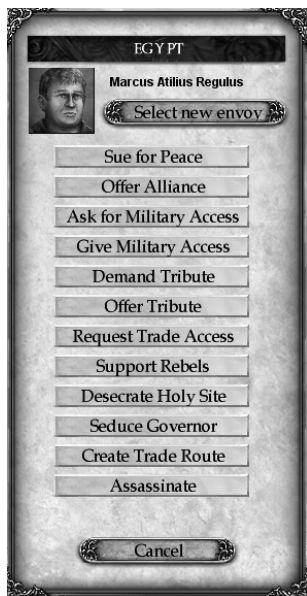 EGYPT
Marcus Atilius Regulus
Select new envoy
Sue for Peace
Offer Alliance
Ask for Military Access
Give Military Access
Demand Tribute
Offer Tribute
Request Trade Access
Support Rebels
Desecrate Holy Site
Seduce Governor
Create Trade Route
Assassinate
Cancel